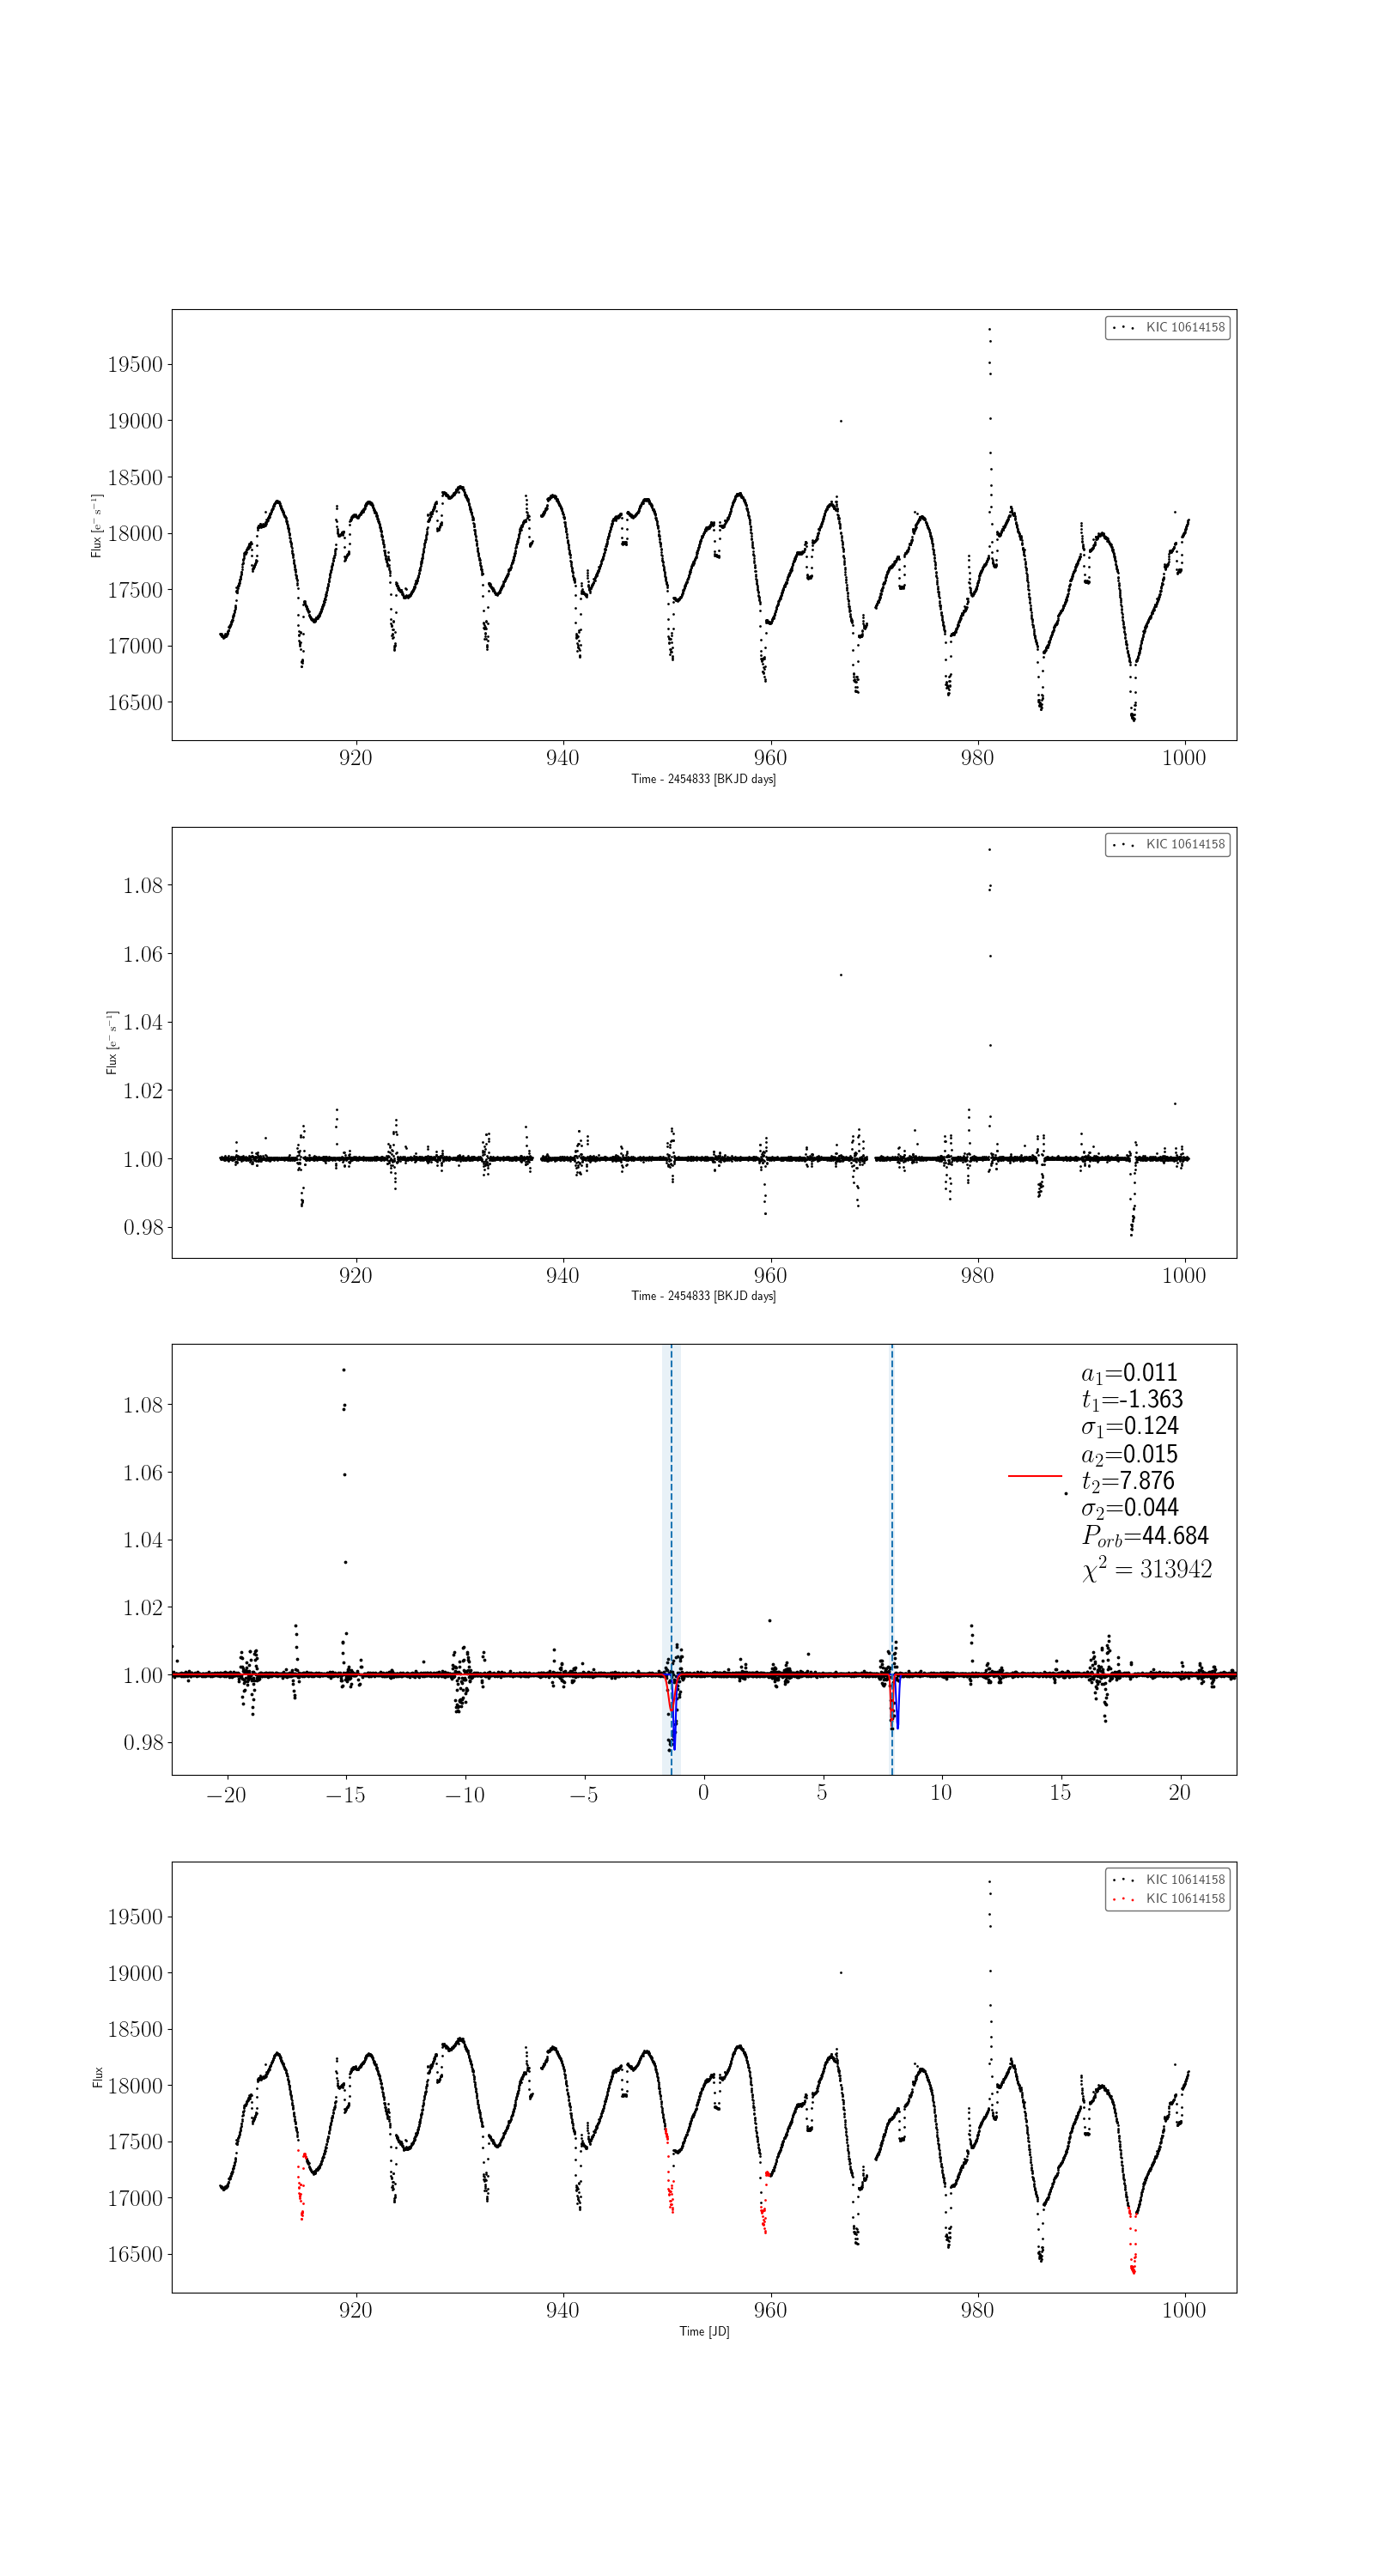 KIC 10614158
19500
19000
18500
18000
17500
17000
16500
Flux [e⁻ s⁻¹]
920 940 960 980 1000
Time - 2454833 [BKJD days]
KIC 10614158
1.08
1.06
1.04
1.02
1.00
0.98
Flux [e⁻ s⁻¹]
920 940 960 980 1000
Time - 2454833 [BKJD days]
a₁=0.011
t₁=-1.363
σ₁=0.124
a₂=0.015
t₂=7.876
σ₂=0.044
P_orb=44.684
χ² = 313942
1.08
1.06
1.04
1.02
1.00
0.98
−20 −15 −10 −5 0 5 10 15 20
KIC 10614158
KIC 10614158
19500
19000
18500
18000
17500
17000
16500
Flux
920 940 960 980 1000
Time [JD]